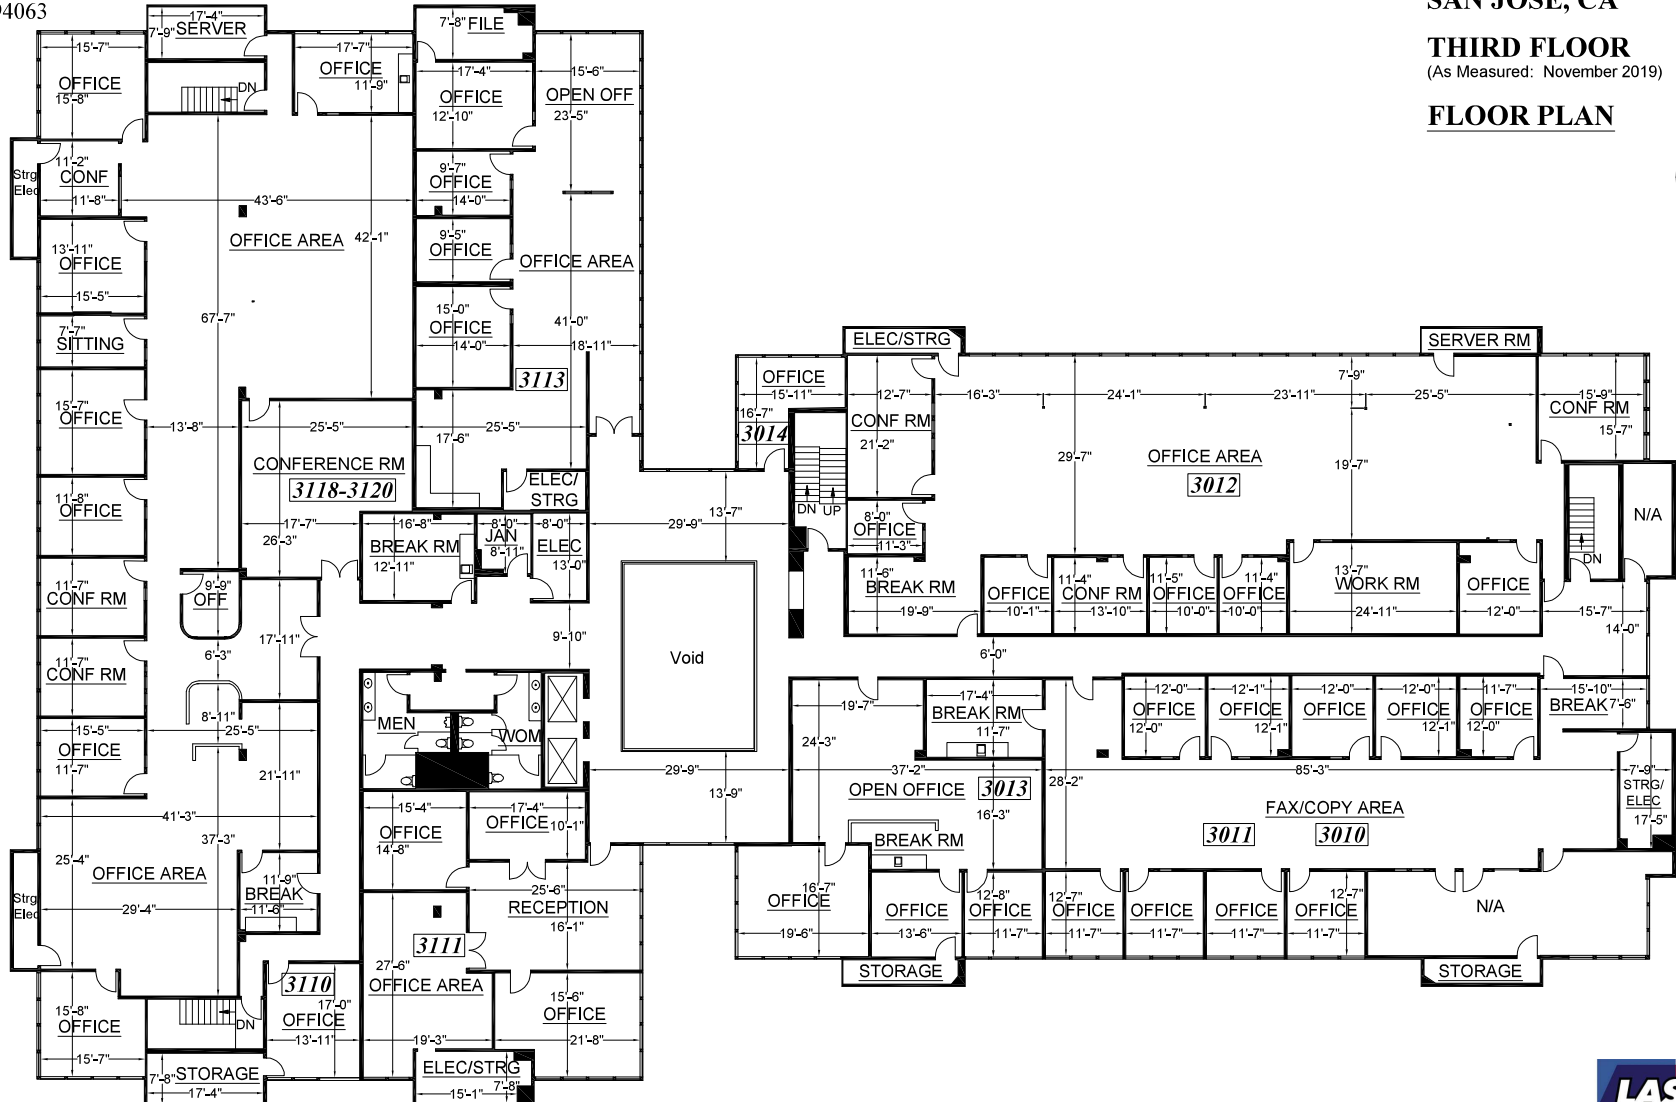 94063
SAN JOSE, CA
THIRD FLOOR
(As Measured: November 2019)
FLOOR PLAN
17'-4"
7'-9"
SERVER
15'-7"
OFFICE
15'-8"
DN
17'-7"
OFFICE
11'-9"
7'-8"
FILE
17'-4"
OFFICE
12'-10"
15'-6"
OPEN OFF
23'-5"
Strg
Elec
11'-2"
CONF
11'-8"
43'-6"
9'-7"
OFFICE
14'-0"
13'-11"
OFFICE
15'-5"
OFFICE AREA
42'-1"
9'-5"
OFFICE
OFFICE AREA
67'-7"
7'-7"
SITTING
15'-0"
OFFICE
14'-0"
41'-0"
18'-11"
3113
15'-7"
OFFICE
13'-8"
25'-5"
17'-6"
25'-5"
CONFERENCE RM
3118-3120
ELEC/
STRG
11'-8"
OFFICE
17'-7"
26'-3"
16'-8"
BREAK RM
12'-11"
8'-0"
JAN
8'-11"
8'-0"
ELEC
13'-0"
29'-9"
13'-7"
11'-7"
CONF RM
9'-9"
OFF
17'-11"
9'-10"
Void
11'-7"
CONF RM
6'-3"
8'-11"
25'-5"
MEN
WOM
15'-5"
OFFICE
11'-7"
21'-11"
29'-9"
13'-9"
41'-3"
37'-3"
25'-4"
OFFICE AREA
29'-4"
11'-9"
BREAK
11'-6"
15'-4"
OFFICE
14'-8"
17'-4"
OFFICE
10'-1"
25'-6"
RECEPTION
16'-1"
Strg
Elec
3111
27'-6"
OFFICE AREA
19'-3"
3110
17'-0"
OFFICE
13'-11"
15'-8"
OFFICE
15'-7"
DN
15'-6"
OFFICE
21'-8"
7'-8"
STORAGE
17'-4"
ELEC/STRG
7'-8"
15'-1"
ELEC/STRG
SERVER RM
OFFICE
15'-11"
16'-7"
3014
12'-7"
CONF RM
21'-2"
16'-3"
24'-1"
7'-9"
23'-11"
25'-5"
15'-9"
CONF RM
15'-7"
29'-7"
OFFICE AREA
3012
19'-7"
DN
UP
8'-0"
OFFICE
11'-3"
N/A
DN
11'-6"
BREAK RM
19'-9"
OFFICE
10'-1"
11'-4"
CONF RM
13'-10"
11'-5"
OFFICE
10'-0"
11'-4"
OFFICE
10'-0"
13'-7"
WORK RM
24'-11"
OFFICE
12'-0"
15'-7"
14'-0"
6'-0"
19'-7"
24'-3"
17'-4"
BREAK RM
11'-7"
12'-0"
OFFICE
12'-0"
12'-1"
OFFICE
12'-1"
12'-0"
OFFICE
12'-0"
OFFICE
12'-1"
11'-7"
OFFICE
12'-0"
15'-10"
BREAK
7'-6"
37'-2"
OPEN OFFICE
3013
16'-3"
28'-2"
85'-3"
FAX/COPY AREA
3011
3010
7'-9"
STRG/
ELEC
17'-5"
BREAK RM
16'-7"
OFFICE
19'-6"
OFFICE
13'-6"
12'-8"
OFFICE
11'-7"
12'-7"
OFFICE
11'-7"
OFFICE
11'-7"
OFFICE
11'-7"
12'-7"
OFFICE
11'-7"
N/A
STORAGE
STORAGE
LAS